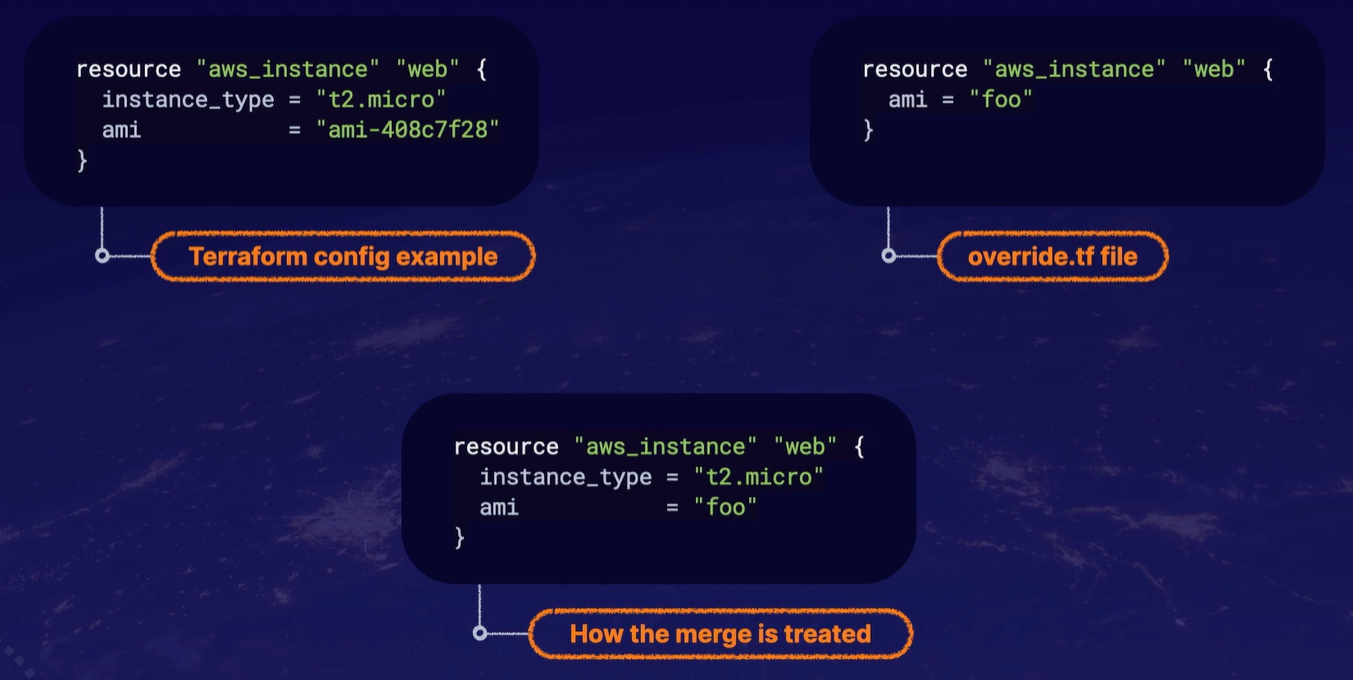 resource "aws_instance" "web" {
  instance_type = "t2.micro"
  ami           = "ami-408c7f28"
}
Terraform config example
resource "aws_instance" "web" {
  ami = "foo"
}
override.tf file
resource "aws_instance" "web" {
  instance_type = "t2.micro"
  ami           = "foo"
}
How the merge is treated